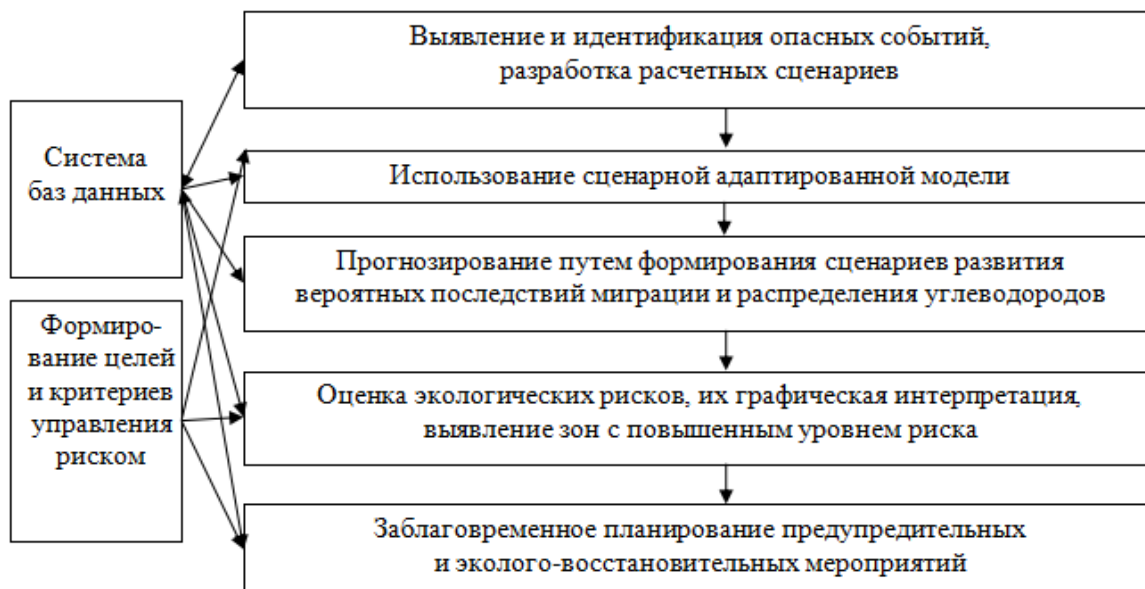 Выявление и идентификация опасных событий,
разработка расчетных сценариев
Система
баз данных
Использование сценарной адаптированной модели
Прогнозирование путем формирования сценариев развития
вероятных последствий миграции и распределения углеводородов
Формиро-
вание целей
и критериев
управления
риском
Оценка экологических рисков, их графическая интерпретация,
выявление зон с повышенным уровнем риска
Заблаговременное планирование предупредительных
и эколого-восстановительных мероприятий